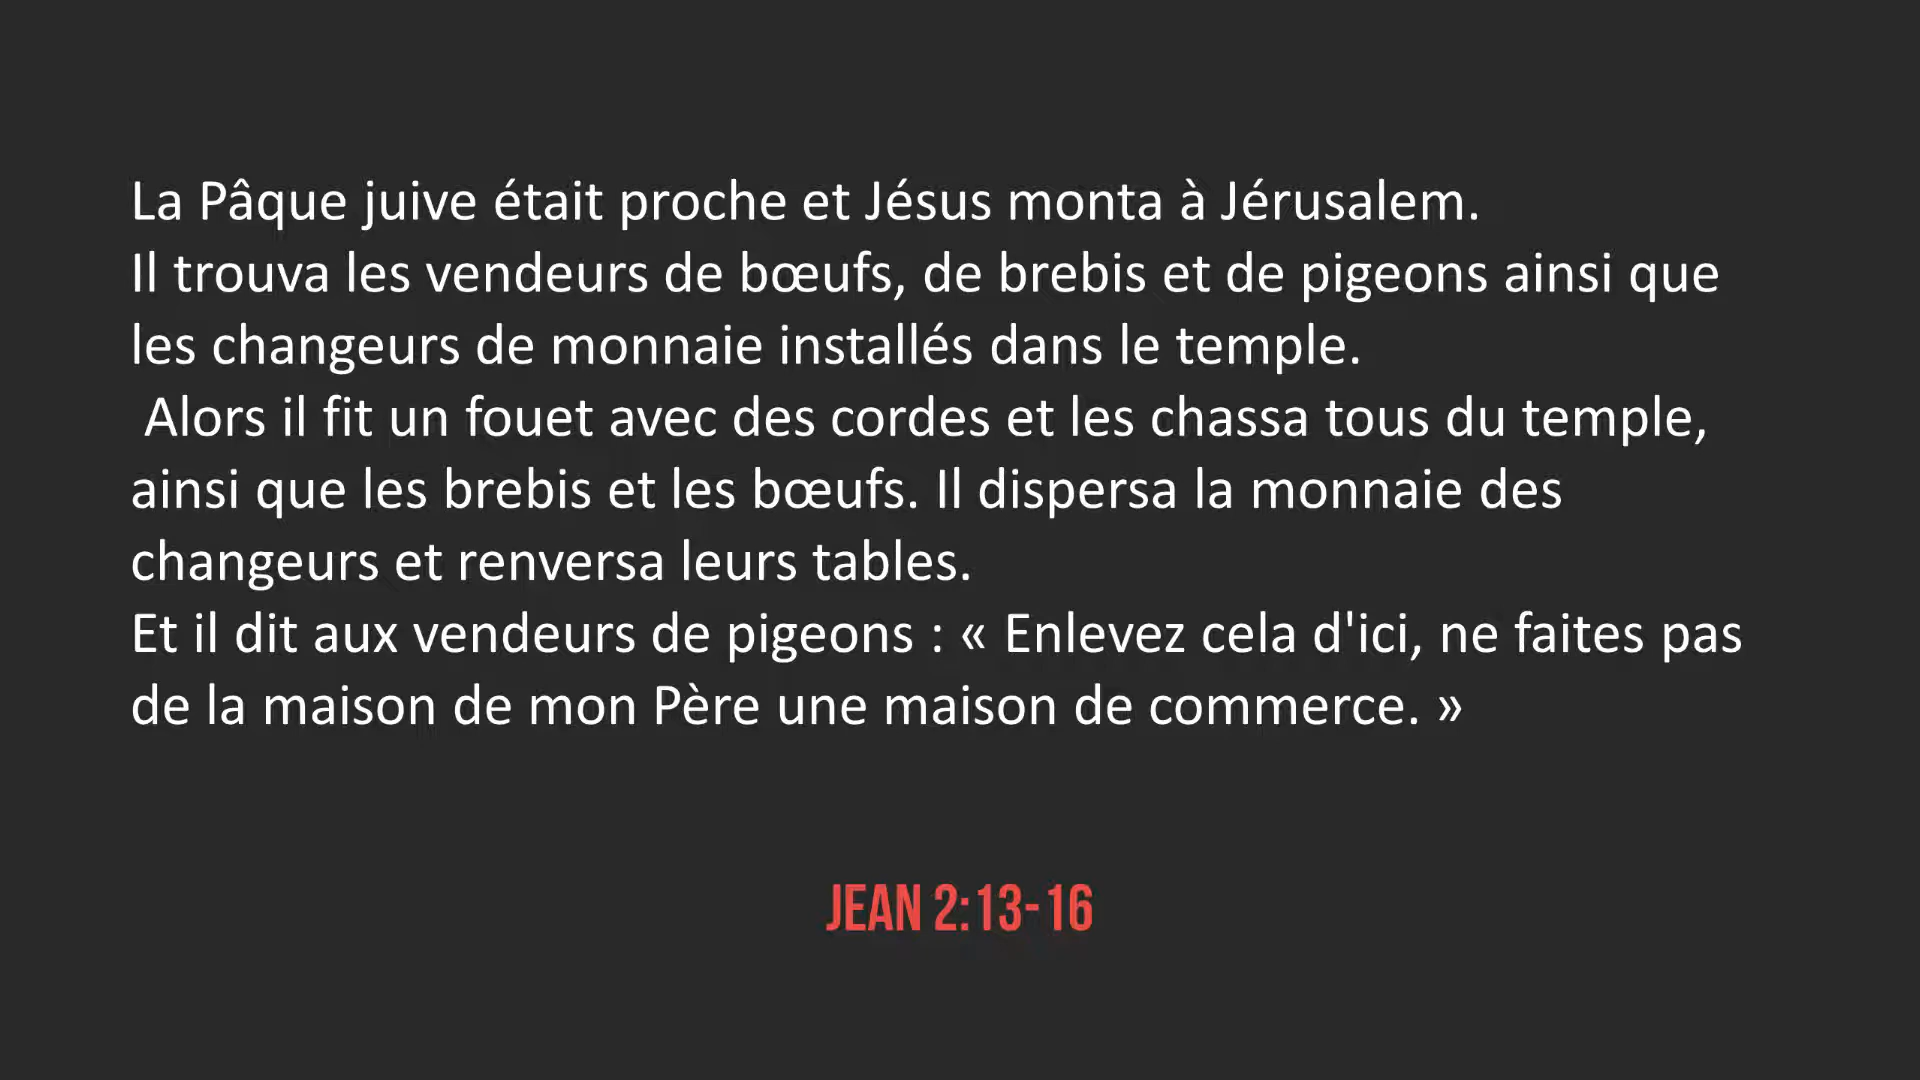 La Pâque juive était proche et Jésus monta à Jérusalem.
Il trouva les vendeurs de bœufs, de brebis et de pigeons ainsi que
les changeurs de monnaie installés dans le temple.
Alors il fit un fouet avec des cordes et les chassa tous du temple,
ainsi que les brebis et les bœufs. Il dispersa la monnaie des
changeurs et renversa leurs tables.
Et il dit aux vendeurs de pigeons : « Enlevez cela d'ici, ne faites pas
de la maison de mon Père une maison de commerce. »
JEAN 2:13-16